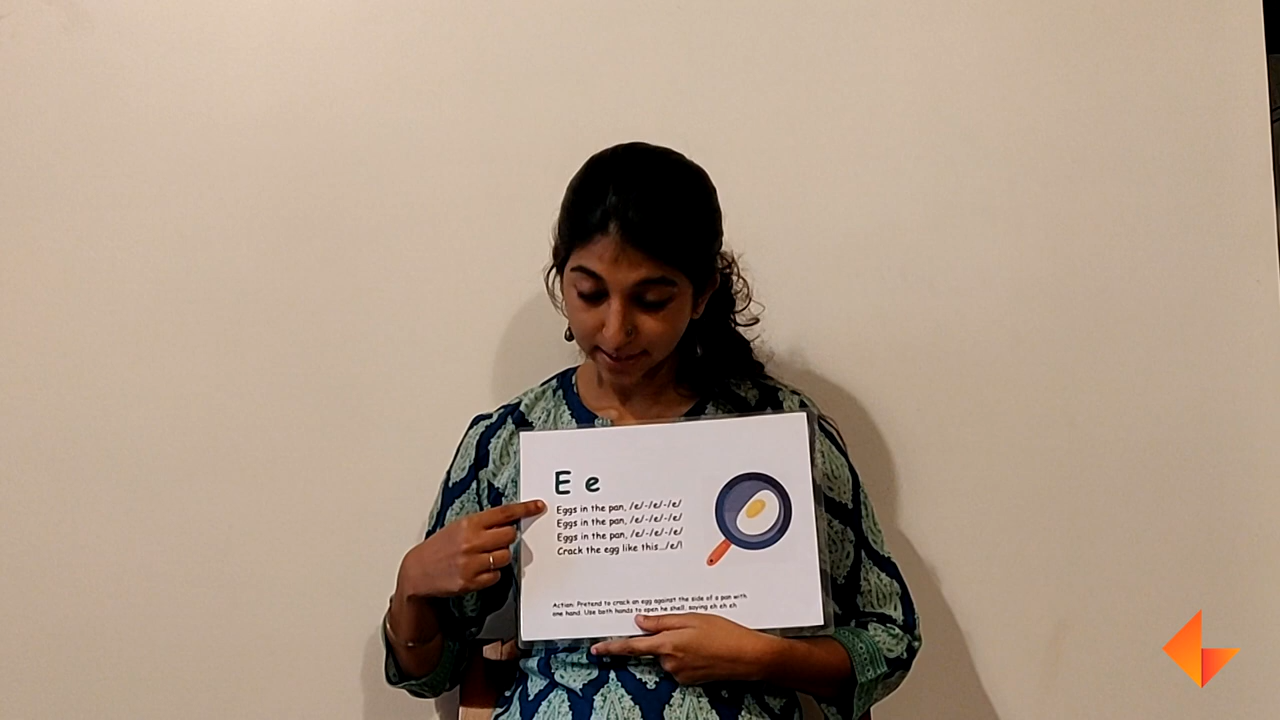 E e
Eggs in the pan, /e/-/e/-/e/
Eggs in the pan, /e/-/e/-/e/
Eggs in the pan, /e/-/e/-/e/
Crack the egg like this.../e/!
Action: Pretend to crack an egg against the side of a pan with
one hand. Use both hands to open he shell, saying eh eh eh